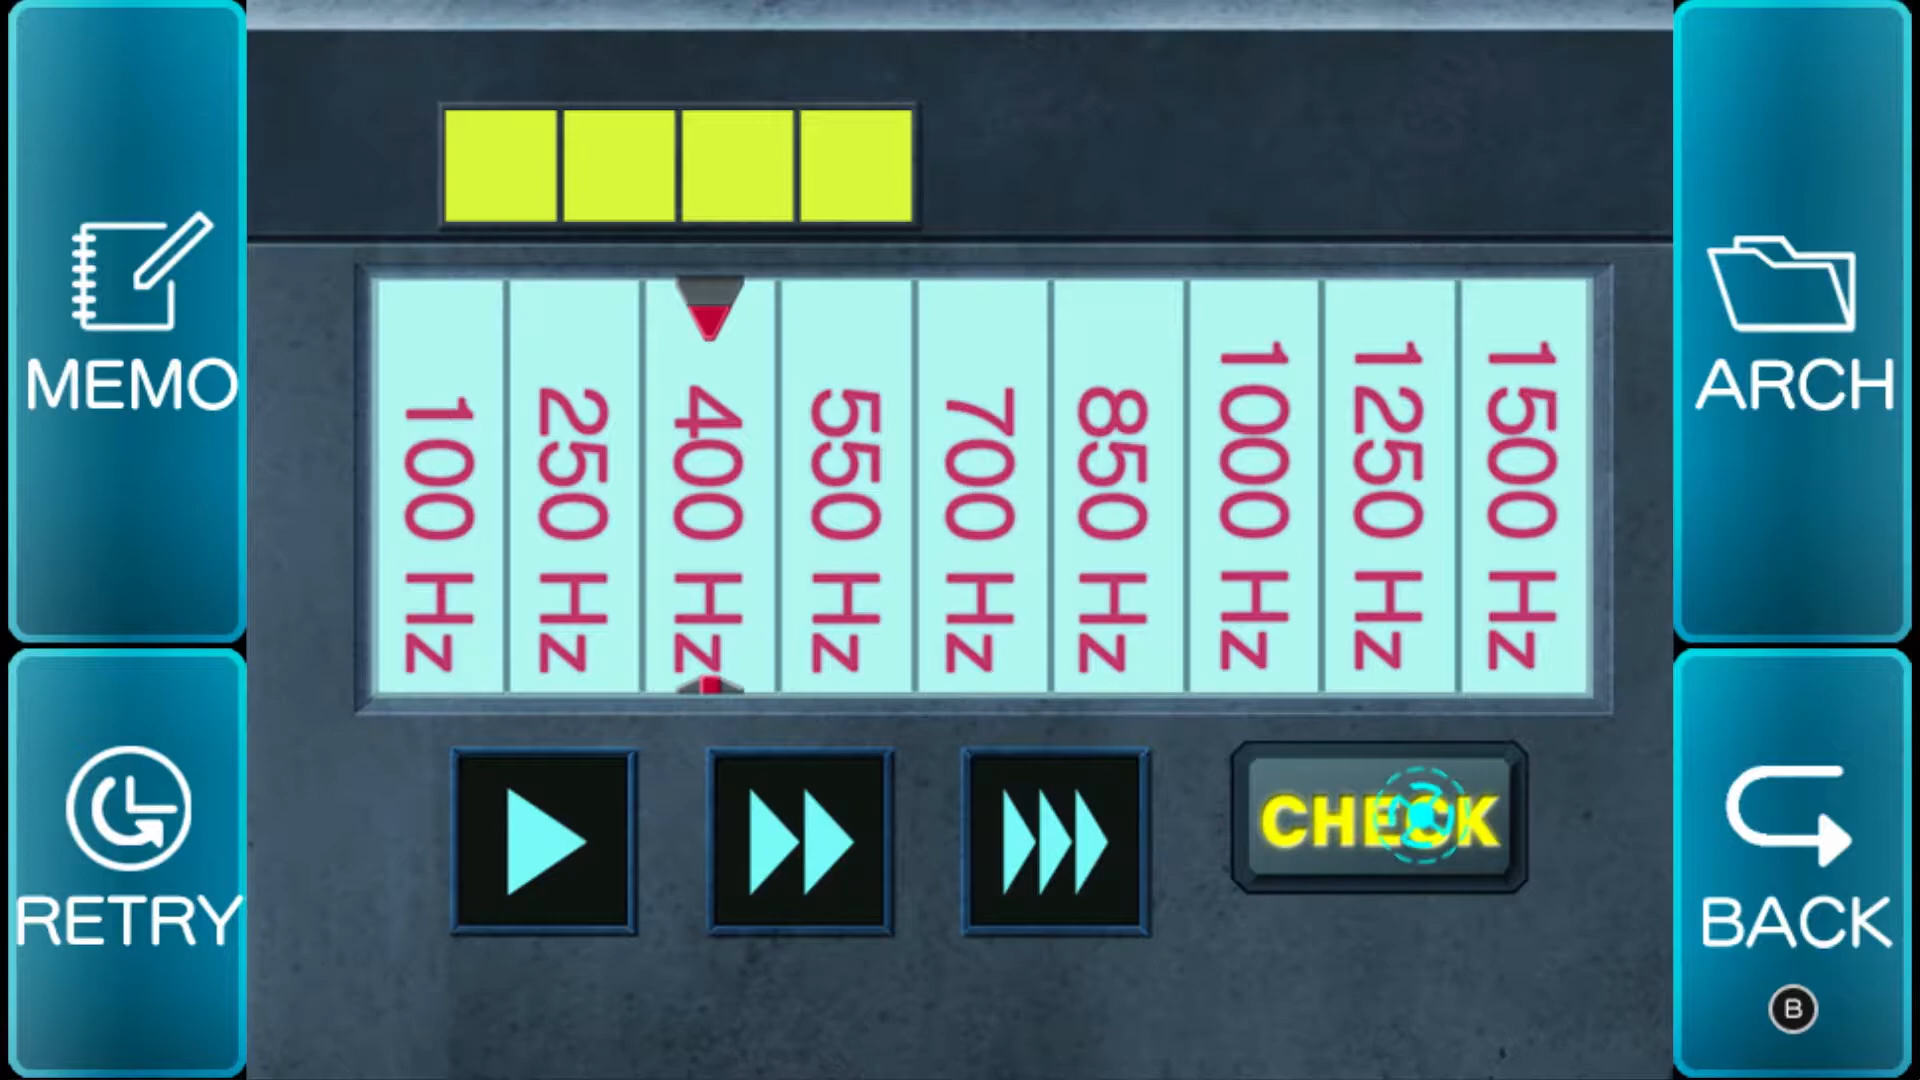 MEMO
RETRY
100 Hz
250 Hz
400 Hz
550 Hz
700 Hz
850 Hz
1000 Hz
1250 Hz
1500 Hz
CHECK
ARCH
BACK
B